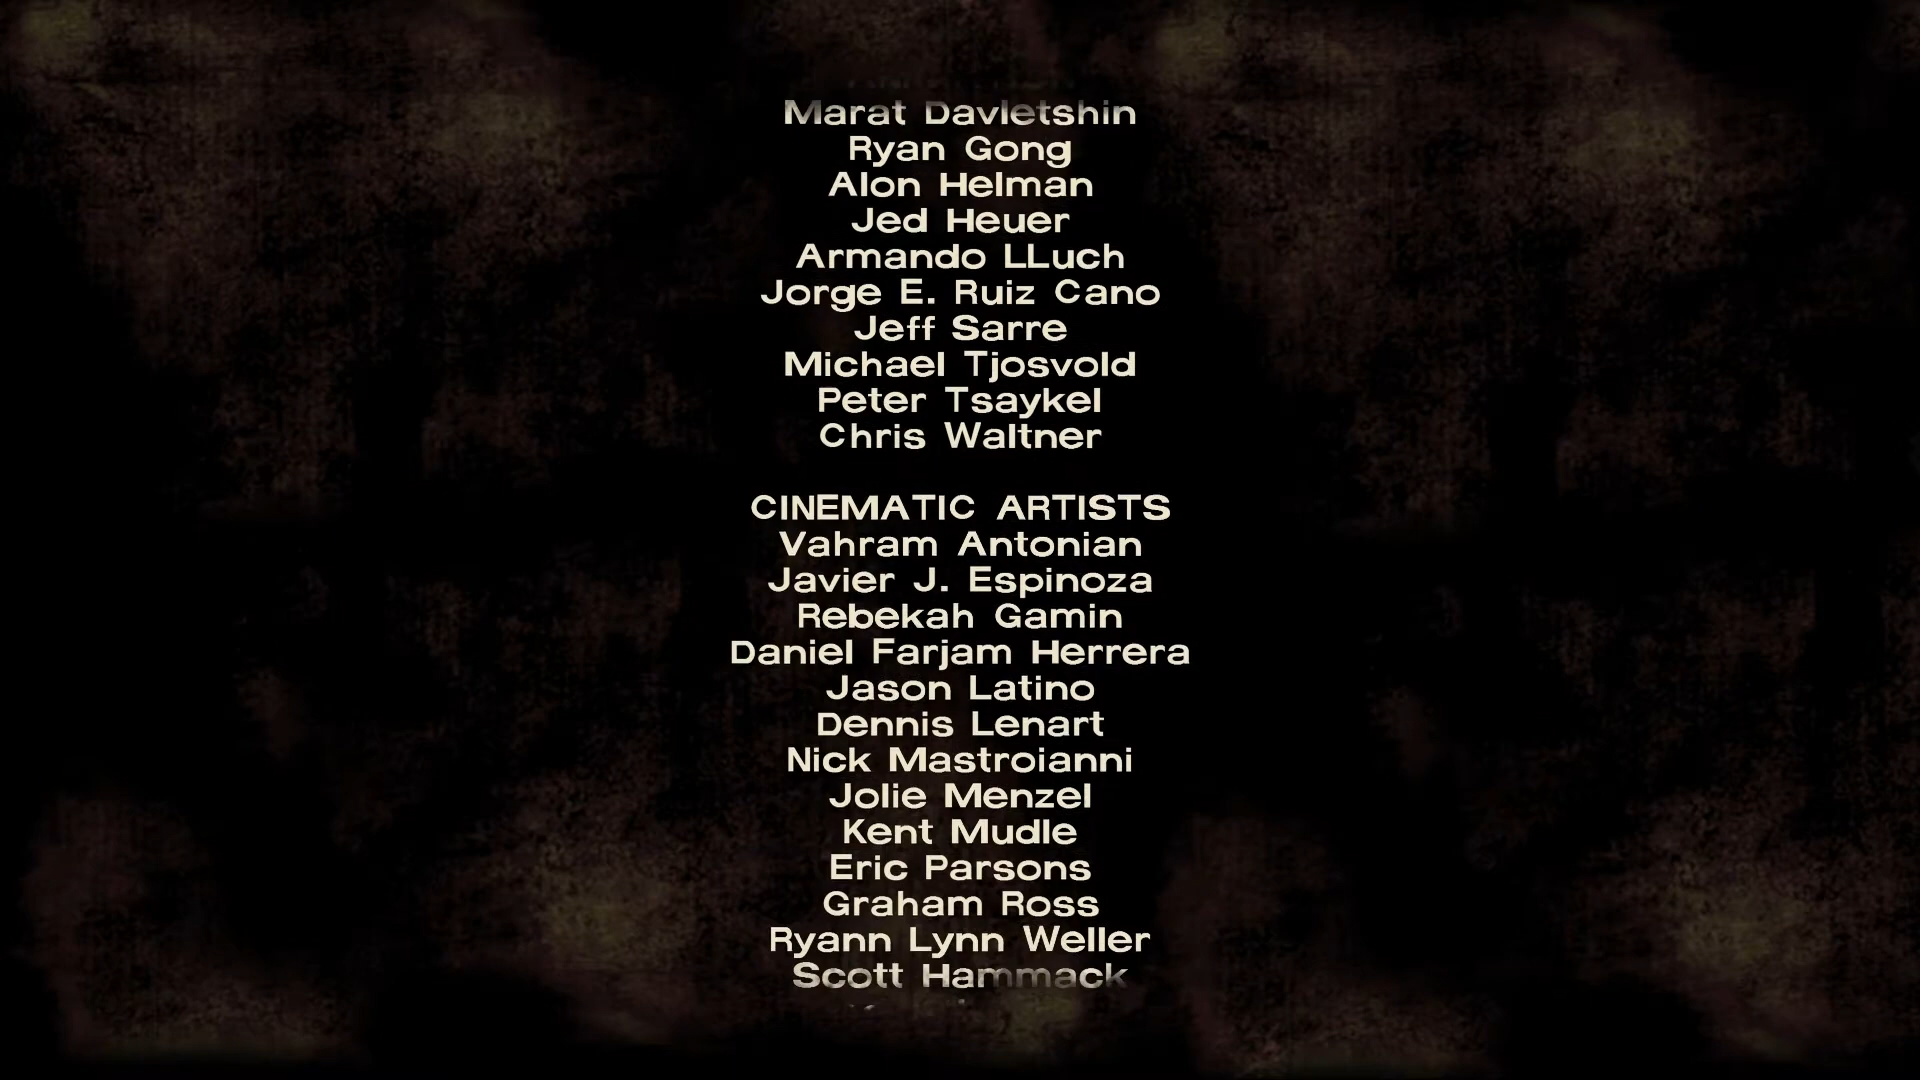 Marat Davletshin
Ryan Gong
Alon Helman
Jed Heuer
Armando LLuch
Jorge E. Ruiz Cano
Jeff Sarre
Michael Tjosvold
Peter Tsaykel
Chris Waltner
CINEMATIC ARTISTS
Vahram Antonian
Javier J. Espinoza
Rebekah Gamin
Daniel Farjam Herrera
Jason Latino
Dennis Lenart
Nick Mastroianni
Jolie Menzel
Kent Mudle
Eric Parsons
Graham Ross
Ryann Lynn Weller
Scott Hammack